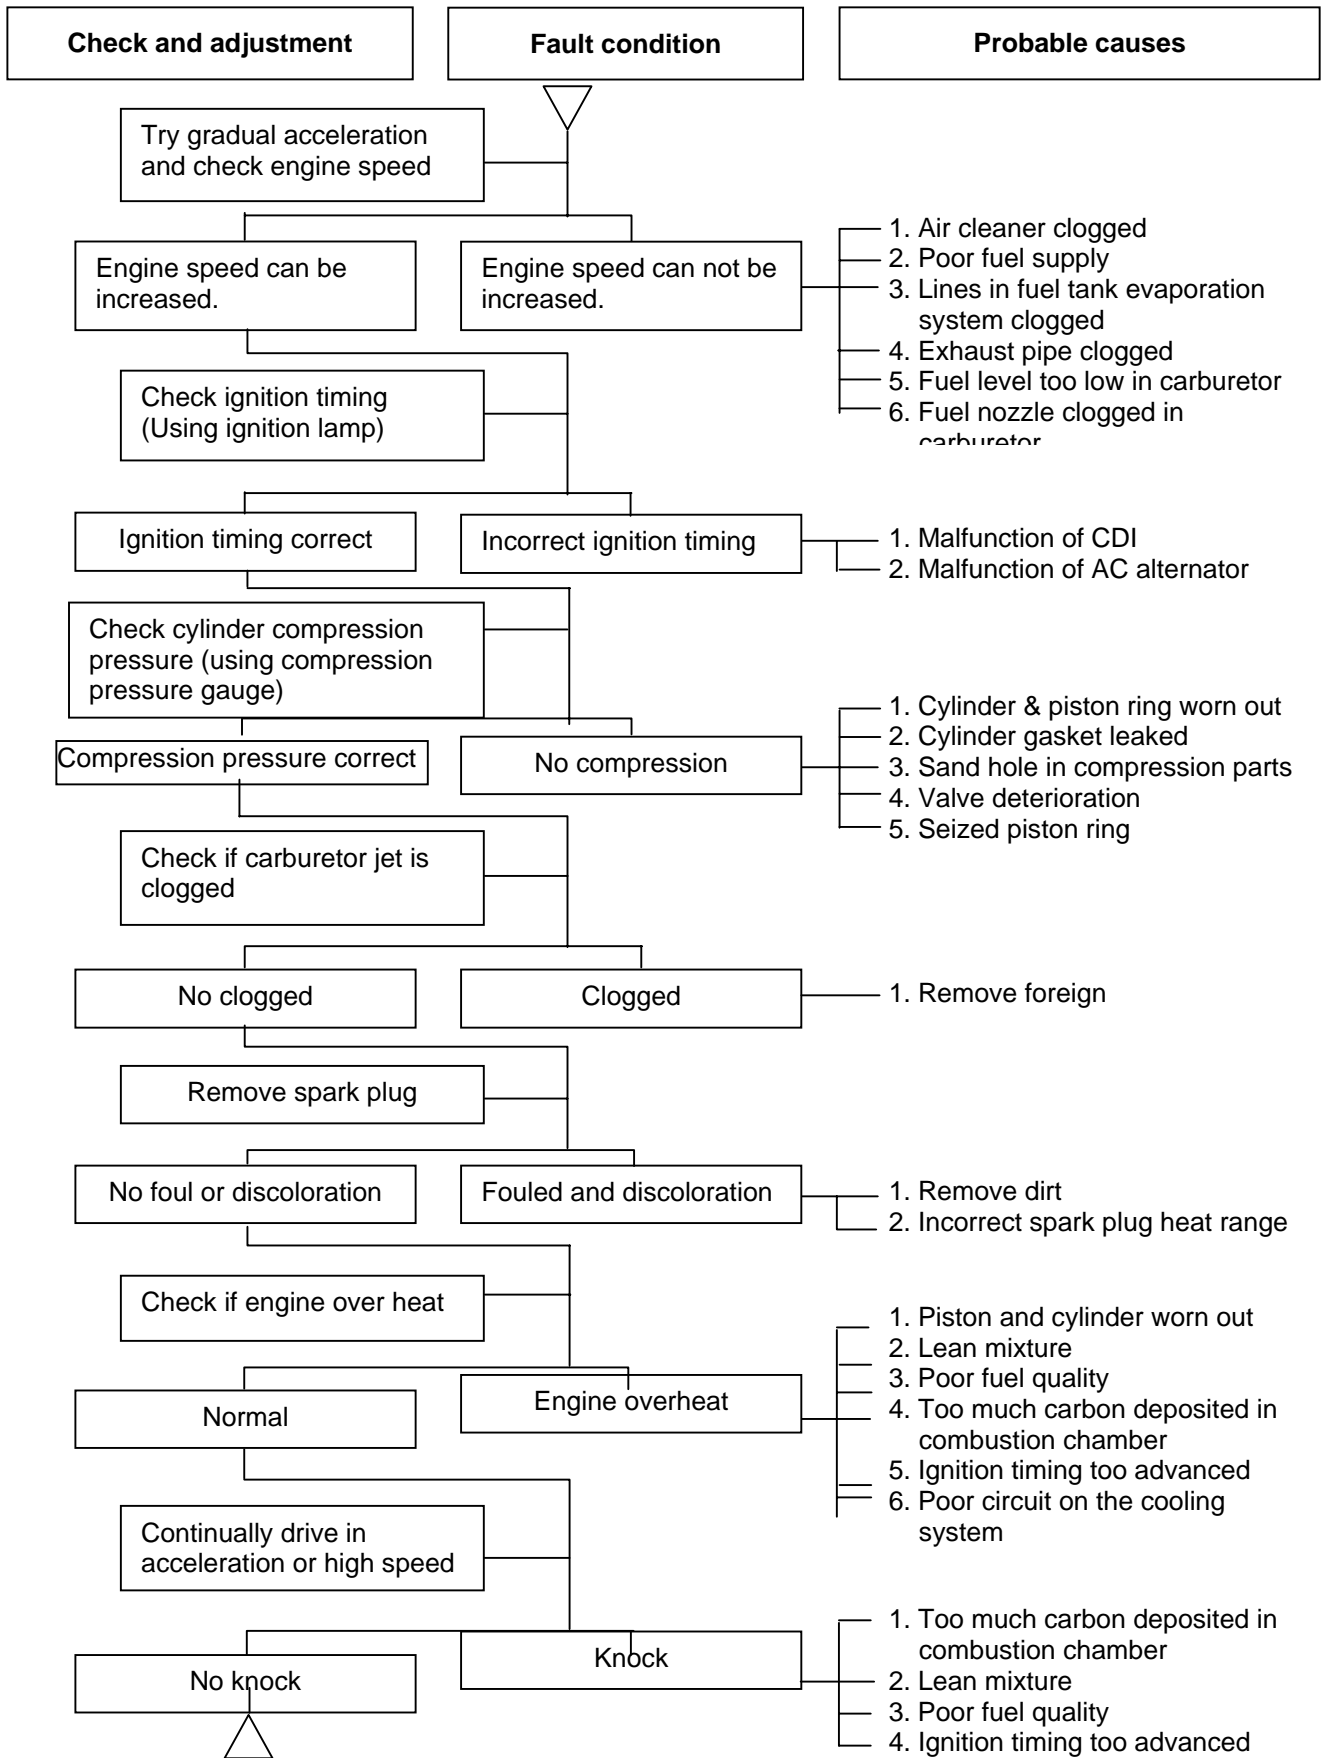 Check and adjustment
Fault condition
Probable causes
Try gradual acceleration
and check engine speed
Engine speed can be
increased.
Engine speed can not be
increased.
1. Air cleaner clogged
2. Poor fuel supply
3. Lines in fuel tank evaporation
system clogged
4. Exhaust pipe clogged
5. Fuel level too low in carburetor
6. Fuel nozzle clogged in
carburetor
Check ignition timing
(Using ignition lamp)
Ignition timing correct
Incorrect ignition timing
1. Malfunction of CDI
2. Malfunction of AC alternator
Check cylinder compression
pressure (using compression
pressure gauge)
Compression pressure correct
No compression
1. Cylinder & piston ring worn out
2. Cylinder gasket leaked
3. Sand hole in compression parts
4. Valve deterioration
5. Seized piston ring
Check if carburetor jet is
clogged
No clogged
Clogged
1. Remove foreign
Remove spark plug
No foul or discoloration
Fouled and discoloration
1. Remove dirt
2. Incorrect spark plug heat range
Check if engine over heat
Normal
Engine overheat
1. Piston and cylinder worn out
2. Lean mixture
3. Poor fuel quality
4. Too much carbon deposited in
combustion chamber
5. Ignition timing too advanced
6. Poor circuit on the cooling
system
Continually drive in
acceleration or high speed
No knock
Knock
1. Too much carbon deposited in
combustion chamber
2. Lean mixture
3. Poor fuel quality
4. Ignition timing too advanced